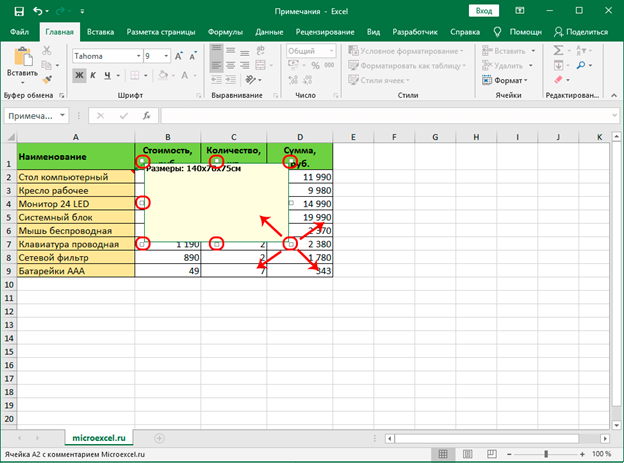 Примечания - Excel
Вход
Файл Главная Вставка Разметка страницы Формулы Данные Рецензирование Вид Разработчик Справка Помощн Поделиться
Вставить
Буфер обмена
Tahoma 9
Ж К Ч
Шрифт
Выравнивание
Общий
% 000
Число
Условное форматирование
Форматировать как таблицу
Стили ячеек
Стили
Вставить
Удалить
Формат
Ячейки
Редактирован...
Примеча... fx
A B C D E F G H I J K
1 Наименование Стоимость, Количество, Сумма, руб.
Размеры: 140х70х75см
2 Стол компьютерный 11 990
3 Кресло рабочее 9 980
4 Монитор 24 LED 14 990
5 Системный блок 19 990
6 Мышь беспроводная 2 370
7 Клавиатура проводная 1 190 2 2 380
8 Сетевой фильтр 890 2 1 780
9 Батарейки ААА 49 7 343
10
11
12
13
14
15
16
17
18
19
20
microexcel.ru
Ячейка A2 с комментарием Microexcel.ru
100 %